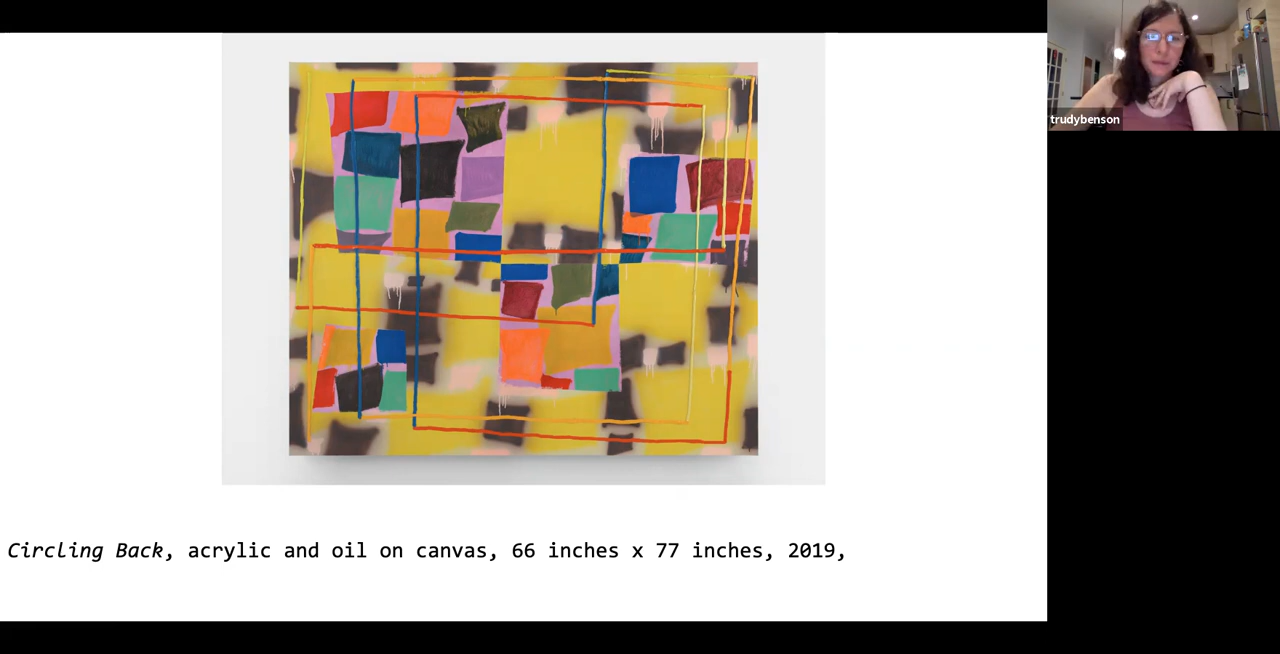 trudybenson
Circling Back, acrylic and oil on canvas, 66 inches x 77 inches, 2019,